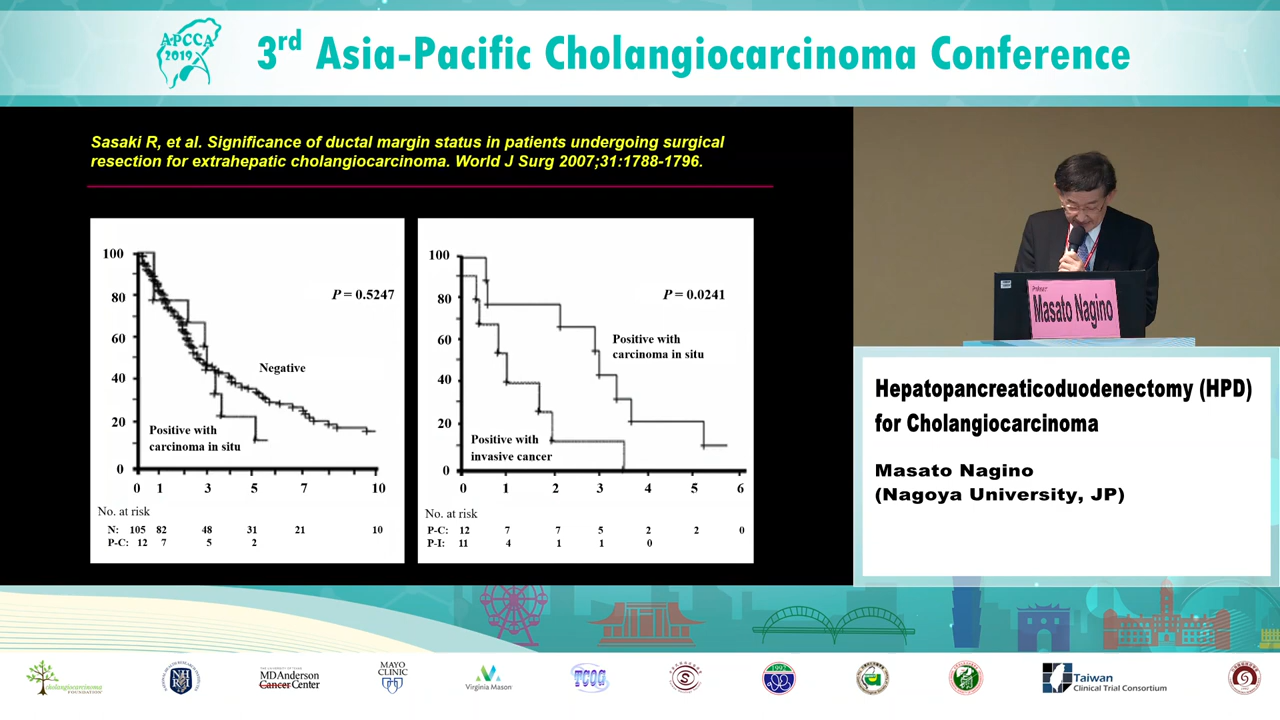 APCCA
2019
3rd Asia-Pacific Cholangiocarcinoma Conference
Sasaki R, et al. Significance of ductal margin status in patients undergoing surgical
resection for extrahepatic cholangiocarcinoma. World J Surg 2007;31:1788-1796.
100
80
60
40
20
0
P = 0.5247
Negative
Positive with
carcinoma in situ
0 1 3 5 7 10
No. at risk
N: 105 82 48 31 21 10
P-C: 12 7 5 2
100
80
60
40
20
0
P = 0.0241
Positive with
carcinoma in situ
Positive with
invasive cancer
0 1 2 3 4 5 6
No. at risk
P-C: 12 7 7 5 2 2 0
P-I: 11 4 1 1 0
Professor
Masato Nagino
Hepatopancreaticoduodenectomy (HPD)
for Cholangiocarcinoma
Masato Nagino
(Nagoya University, JP)
cholangiocarcinoma
FOUNDATION
NHRI
MDAnderson
Cancer Center
MAYO
CLINIC
Virginia Mason
TCOG
Taiwan
Clinical Trial Consortium